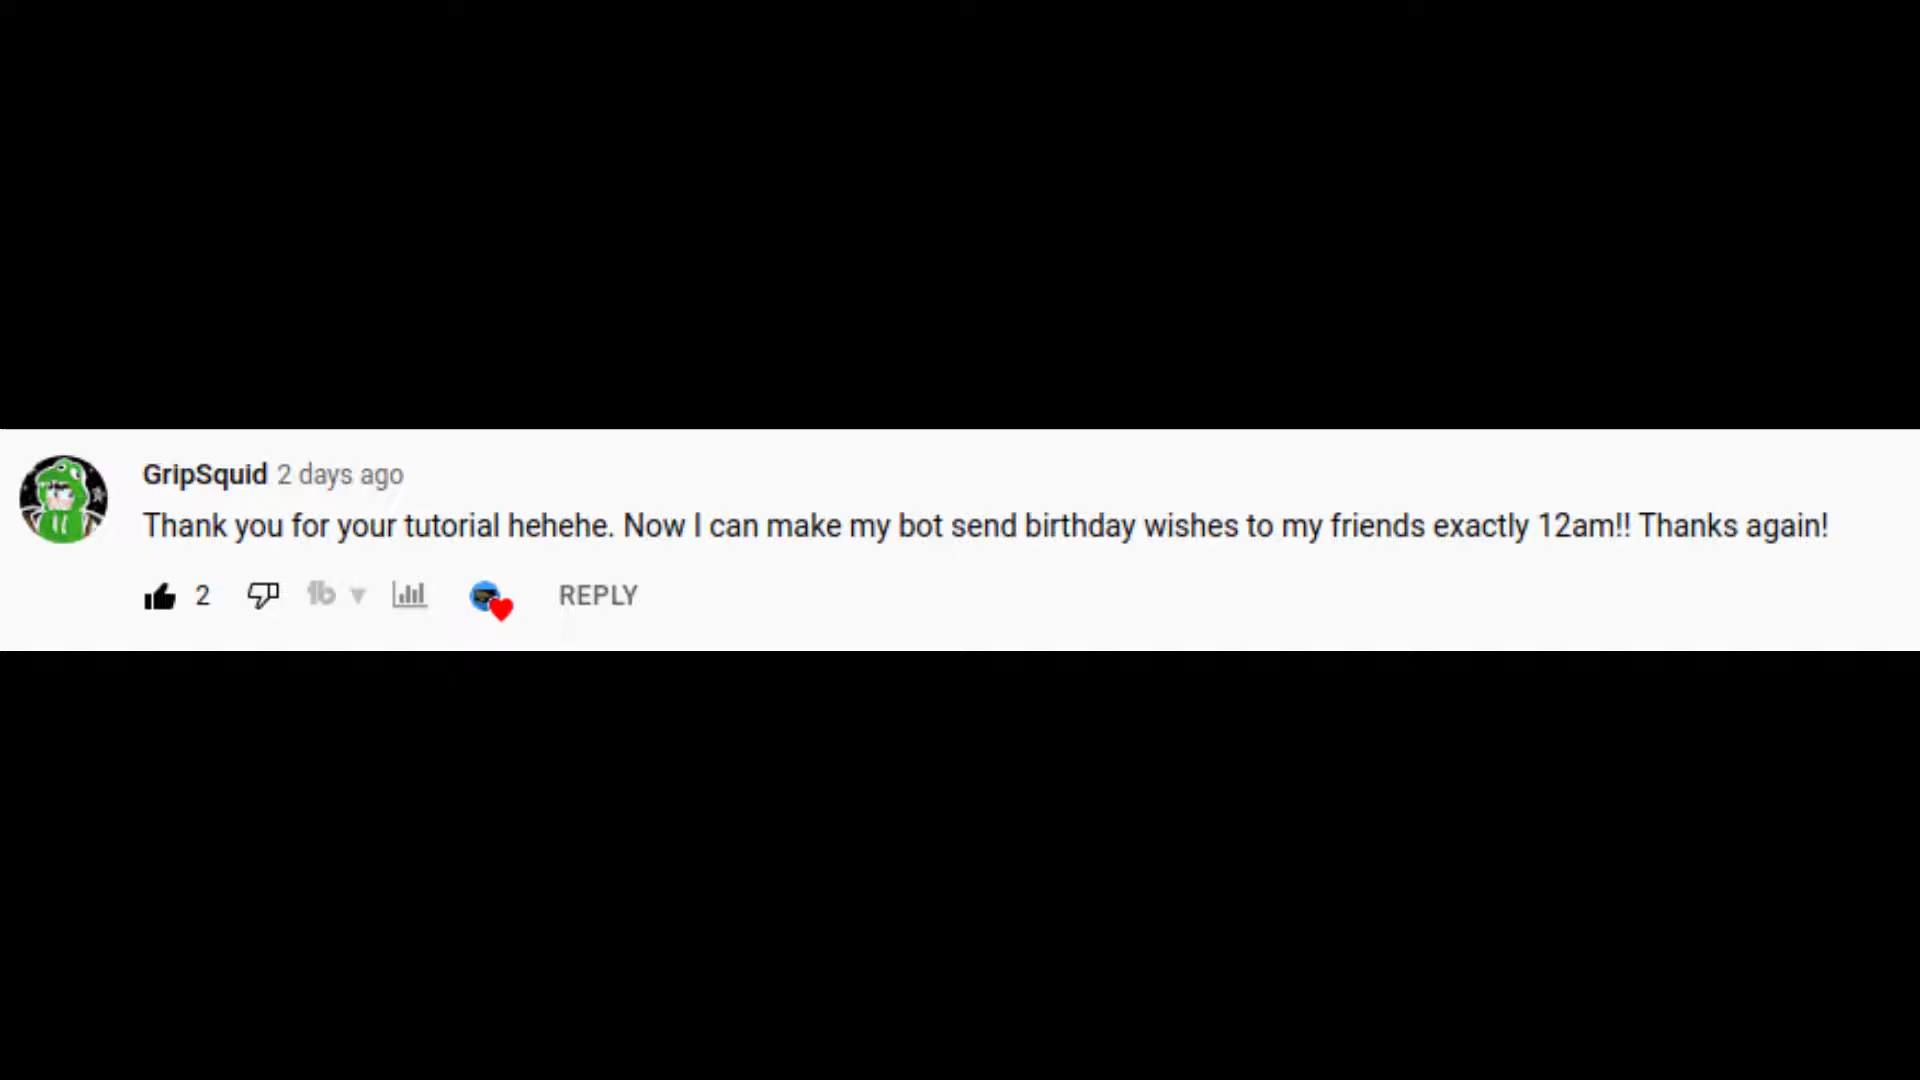 GripSquid 2 days ago
Thank you for your tutorial hehehe. Now I can make my bot send birthday wishes to my friends exactly 12am!! Thanks again!
2 REPLY